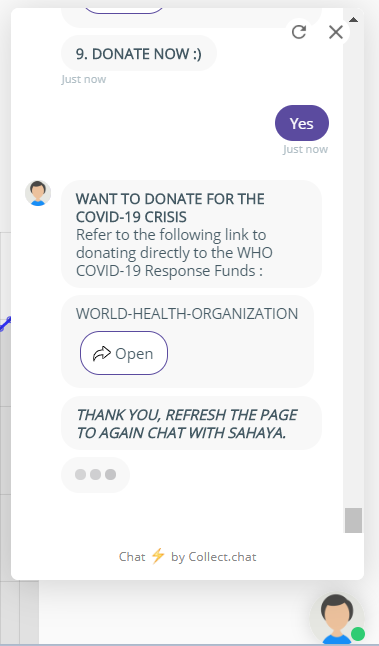 9. DONATE NOW :)
Just now
Yes
Just now
WANT TO DONATE FOR THE
COVID-19 CRISIS
Refer to the following link to
donating directly to the WHO
COVID-19 Response Funds :
WORLD-HEALTH-ORGANIZATION
Open
THANK YOU, REFRESH THE PAGE
TO AGAIN CHAT WITH SAHAYA.
Chat ⚡ by Collect.chat